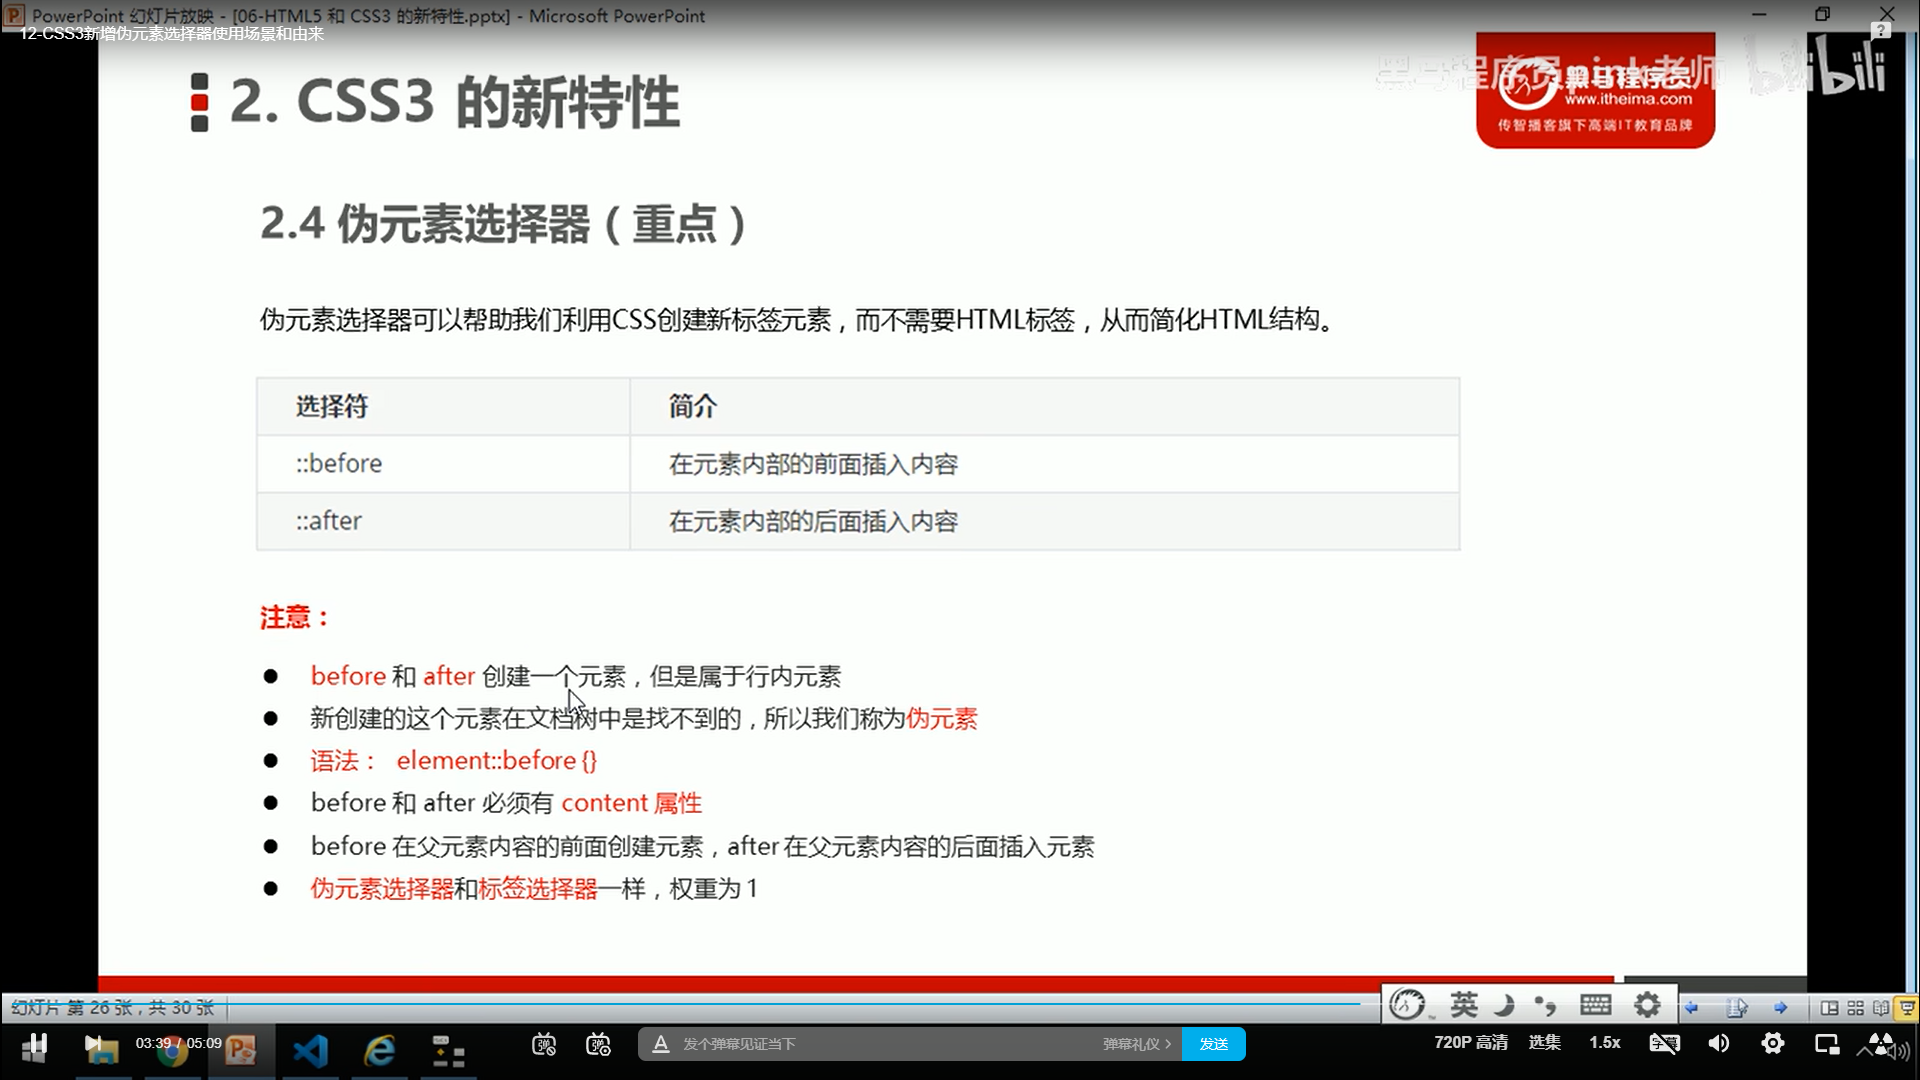 PowerPoint 幻灯片放映 - [06-HTML5 和 CSS3 的新特性.pptx] - Microsoft PowerPoint
12-CSS3新增伪元素选择器使用场景和由来
2. CSS3 的新特性
黑马程序员pink老师
bilibili
黑马程序员
www.itheima.com
传智播客旗下高端IT教育品牌
2.4 伪元素选择器（重点）
伪元素选择器可以帮助我们利用CSS创建新标签元素，而不需要HTML标签，从而简化HTML结构。
选择符 简介
::before 在元素内部的前面插入内容
::after 在元素内部的后面插入内容
注意：
before 和 after 创建一个元素，但是属于行内元素
新创建的这个元素在文档树中是找不到的，所以我们称为伪元素
语法： element::before {}
before 和 after 必须有 content 属性
before 在父元素内容的前面创建元素，after 在父元素内容的后面插入元素
伪元素选择器和标签选择器一样，权重为 1
幻灯片 第 26 张，共 30 张
英
03:39 / 05:09
发个弹幕见证当下
弹幕礼仪
发送
720P 高清
选集
1.5x
字幕